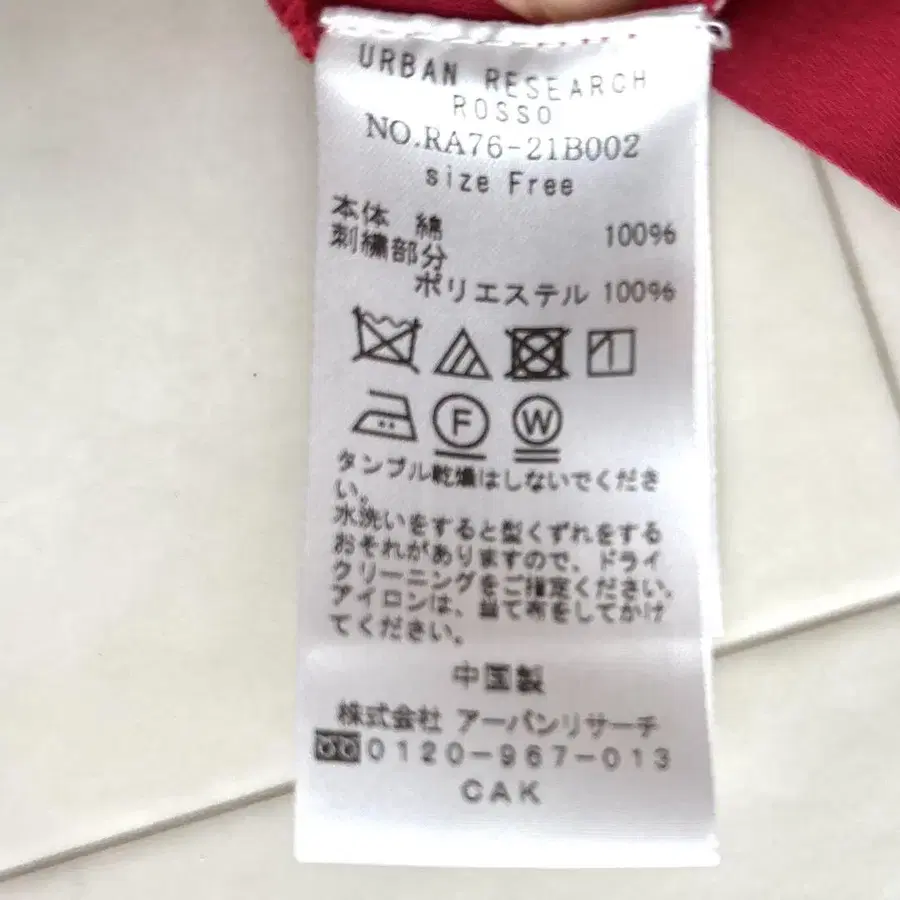 URBAN RESEARCH
ROSSO
NO.RA76-21B002
size Free
本体 綿 100%
刺繍部分
ポリエステル 100%
F W
タンブル乾燥はしないでくださ
い。
水洗いをすると型くずれをする
おそれがありますので、ドライ
クリーニングをご指定ください。
アイロンは、当て布をしてかけ
てください。
中国製
株式会社 アーバンリサーチ
0120-967-013
CAK